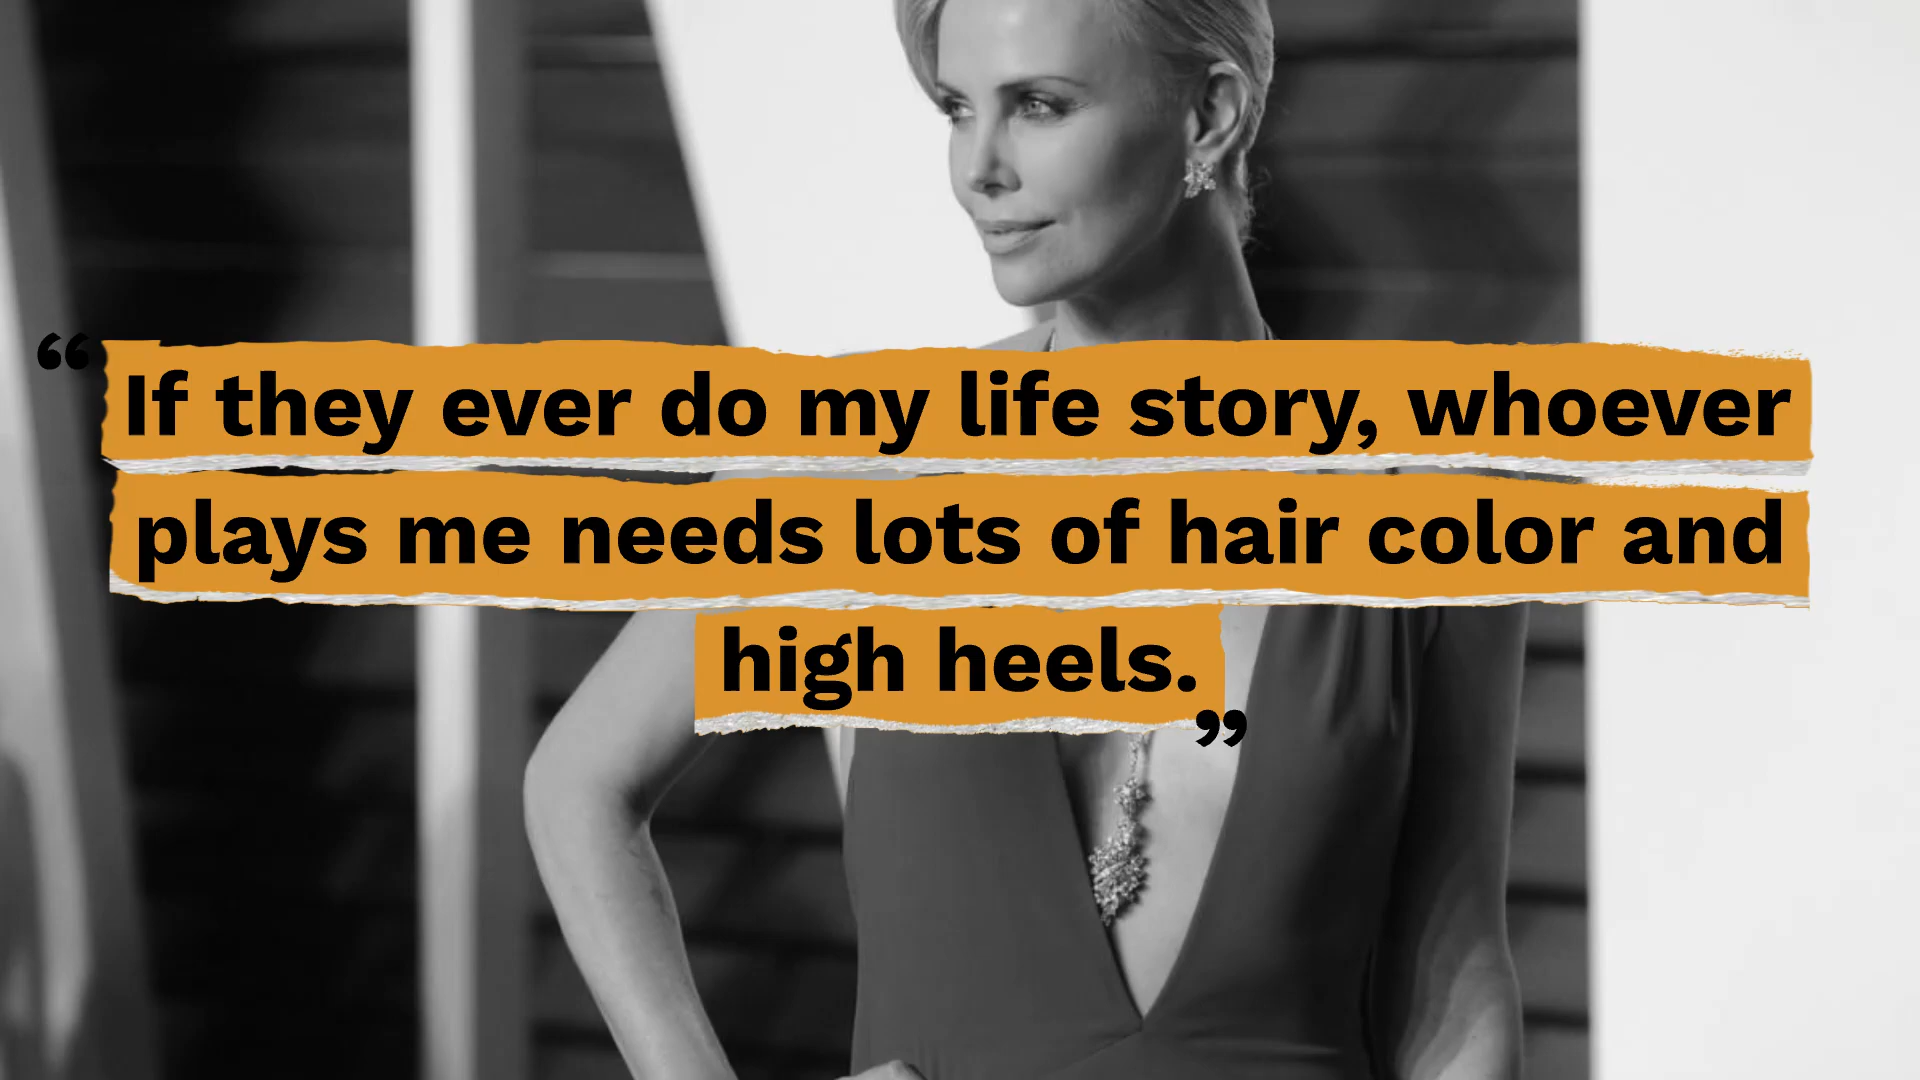 “If they ever do my life story, whoever
plays me needs lots of hair color and
high heels.”